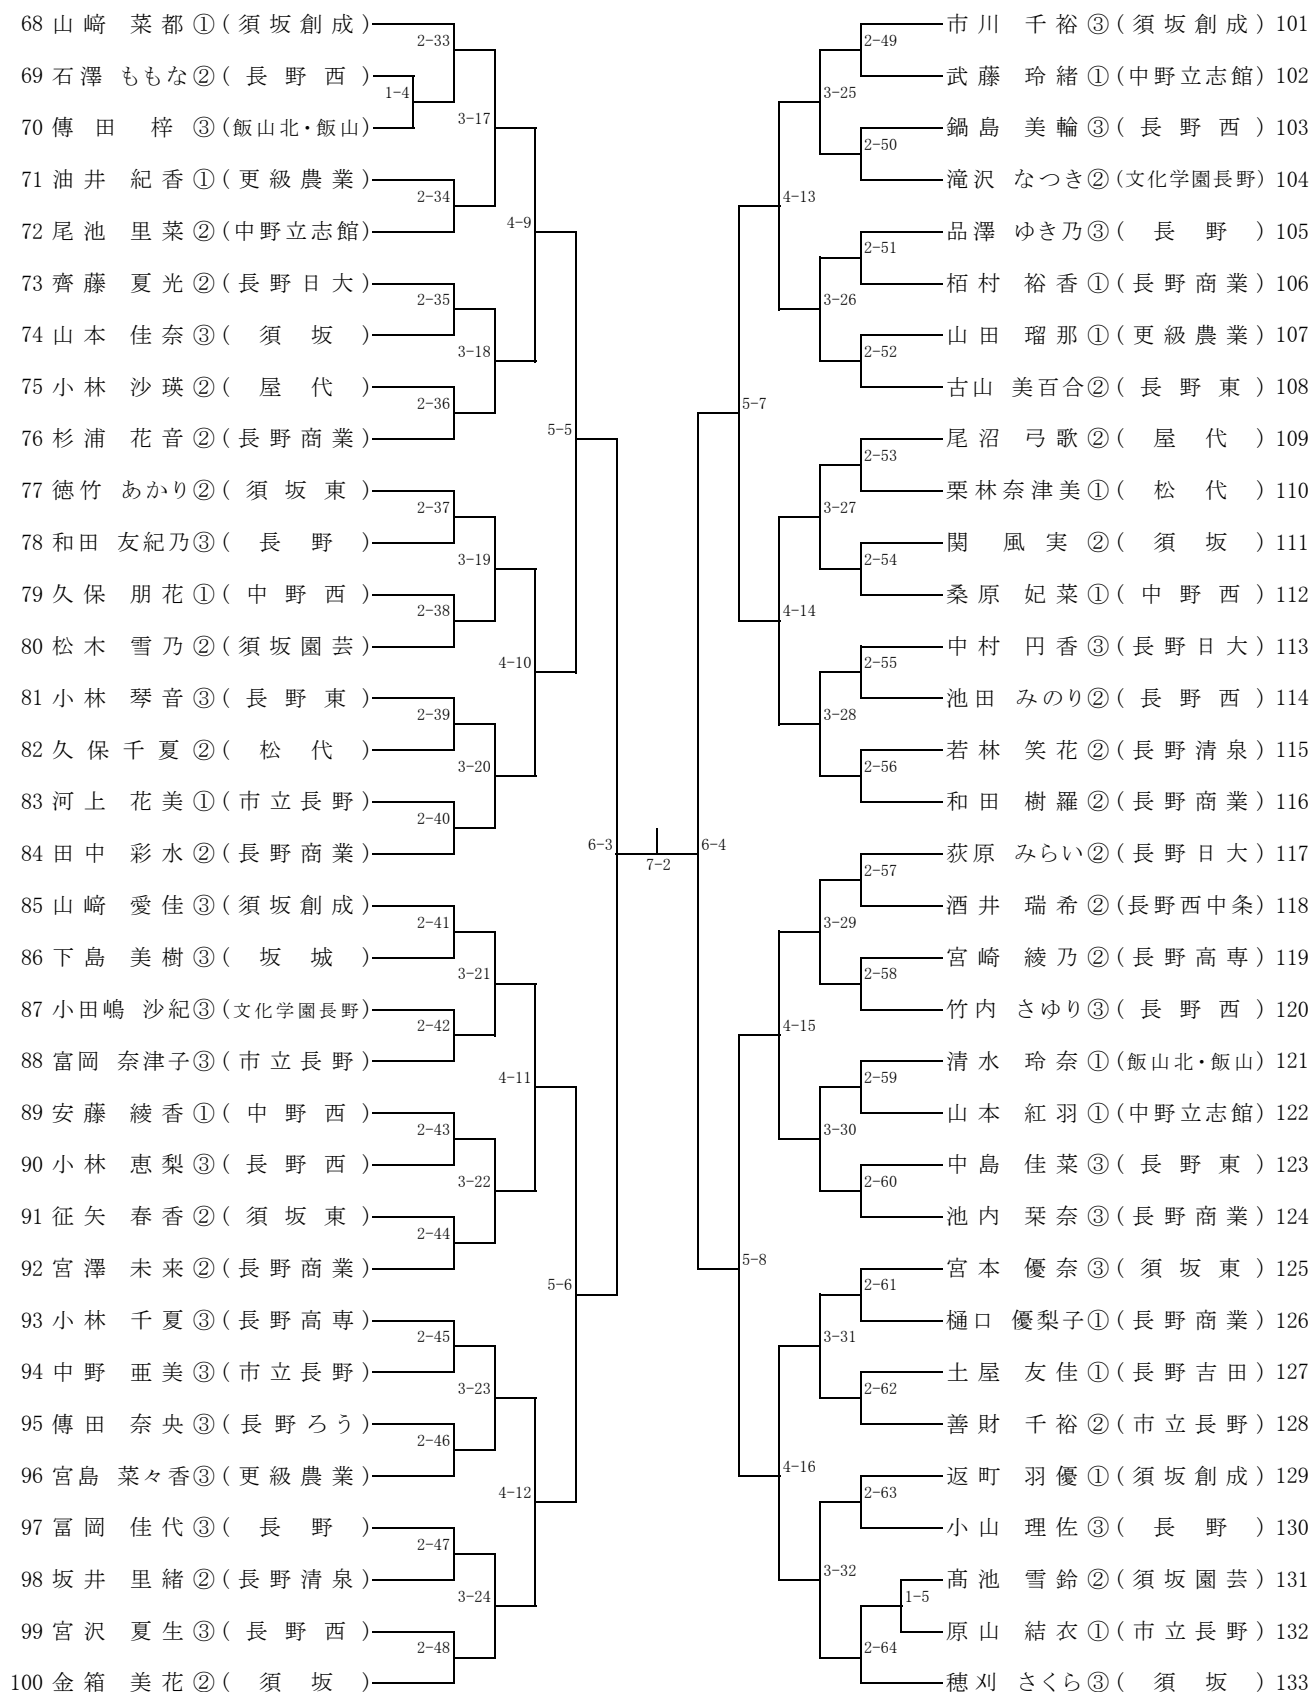 68 山﨑 菜都 ① (須坂創成)
69 石澤 ももな ② (長野西)
70 傳田 梓 ③ (飯山北・飯山)
71 油井 紀香 ① (更級農業)
72 尾池 里菜 ② (中野立志館)
73 齊藤 夏光 ② (長野日大)
74 山本 佳奈 ③ (須坂)
75 小林 沙瑛 ② (屋代)
76 杉浦 花音 ② (長野商業)
77 徳竹 あかり ② (須坂東)
78 和田 友紀乃 ③ (長野)
79 久保 朋花 ① (中野西)
80 松木 雪乃 ② (須坂園芸)
81 小林 琴音 ③ (長野東)
82 久保千夏 ② (松代)
83 河上 花美 ① (市立長野)
84 田中 彩水 ② (長野商業)
85 山﨑 愛佳 ③ (須坂創成)
86 下島 美樹 ③ (坂城)
87 小田嶋 沙紀 ③ (文化学園長野)
88 富岡 奈津子 ③ (市立長野)
89 安藤 綾香 ① (中野西)
90 小林 恵梨 ③ (長野西)
91 征矢 春香 ② (須坂東)
92 宮澤 未来 ② (長野商業)
93 小林 千夏 ③ (長野高専)
94 中野 亜美 ③ (市立長野)
95 傳田 奈央 ③ (長野ろう)
96 宮島 菜々香 ③ (更級農業)
97 冨岡 佳代 ③ (長野)
98 坂井 里緒 ② (長野清泉)
99 宮沢 夏生 ③ (長野西)
100 金箱 美花 ② (須坂)
1-4
2-33
2-34
2-35
2-36
2-37
2-38
2-39
2-40
2-41
2-42
2-43
2-44
2-45
2-46
2-47
2-48
3-17
3-18
3-19
3-20
3-21
3-22
3-23
3-24
4-9
4-10
4-11
4-12
5-5
5-6
6-3
7-2
6-4
5-7
5-8
4-13
4-14
4-15
4-16
3-25
3-26
3-27
3-28
3-29
3-30
3-31
3-32
2-49
2-50
2-51
2-52
2-53
2-54
2-55
2-56
2-57
2-58
2-59
2-60
2-61
2-62
2-63
2-64
1-5
市川 千裕 ③ (須坂創成) 101
武藤 玲緒 ① (中野立志館) 102
鍋島 美輪 ③ (長野西) 103
滝沢 なつき ② (文化学園長野) 104
品澤 ゆき乃 ③ (長野) 105
栢村 裕香 ① (長野商業) 106
山田 瑠那 ① (更級農業) 107
古山 美百合 ② (長野東) 108
尾沼 弓歌 ② (屋代) 109
栗林奈津美 ① (松代) 110
関 風実 ② (須坂) 111
桑原 妃菜 ① (中野西) 112
中村 円香 ③ (長野日大) 113
池田 みのり ② (長野西) 114
若林 笑花 ② (長野清泉) 115
和田 樹羅 ② (長野商業) 116
荻原 みらい ② (長野日大) 117
酒井 瑞希 ② (長野西中条) 118
宮崎 綾乃 ② (長野高専) 119
竹内 さゆり ③ (長野西) 120
清水 玲奈 ① (飯山北・飯山) 121
山本 紅羽 ① (中野立志館) 122
中島 佳菜 ③ (長野東) 123
池内 栞奈 ③ (長野商業) 124
宮本 優奈 ③ (須坂東) 125
樋口 優梨子 ① (長野商業) 126
土屋 友佳 ① (長野吉田) 127
善財 千裕 ② (市立長野) 128
返町 羽優 ① (須坂創成) 129
小山 理佐 ③ (長野) 130
髙池 雪鈴 ② (須坂園芸) 131
原山 結衣 ① (市立長野) 132
穂刈 さくら ③ (須坂) 133